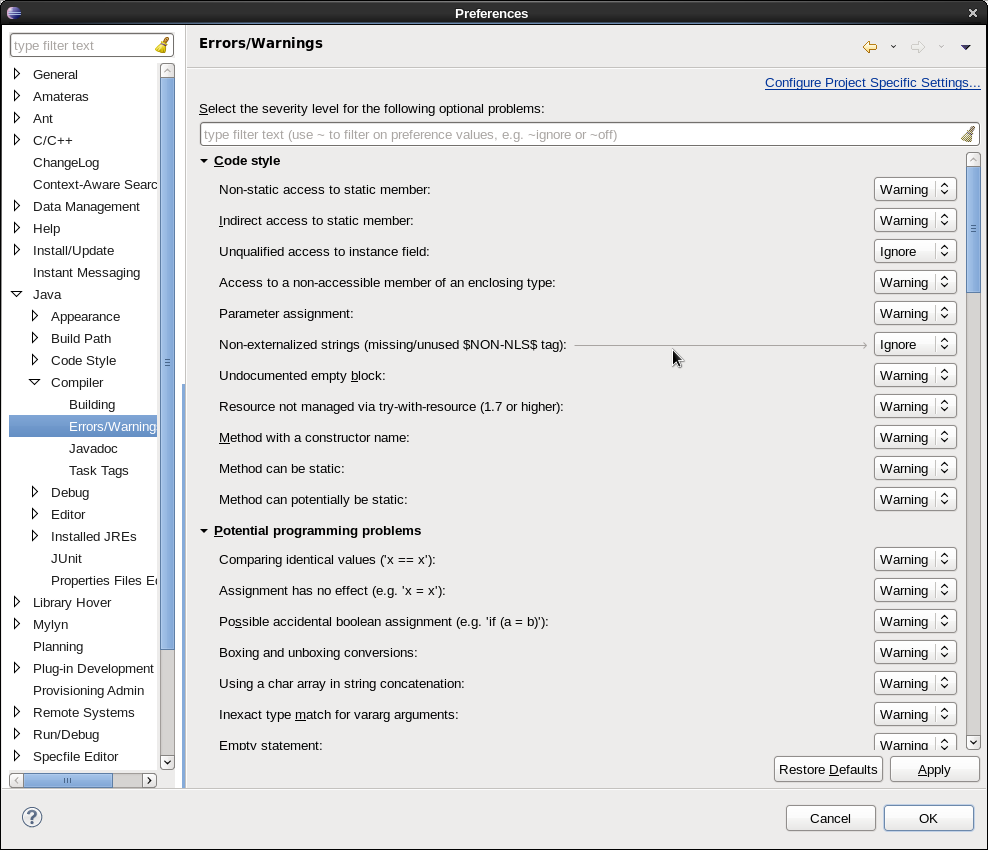 Preferences
type filter text
General
Amateras
Ant
C/C++
ChangeLog
Context-Aware Searc
Data Management
Help
Install/Update
Instant Messaging
Java
Appearance
Build Path
Code Style
Compiler
Building
Errors/Warnings
Javadoc
Task Tags
Debug
Editor
Installed JREs
JUnit
Properties Files Ed
Library Hover
Mylyn
Planning
Plug-in Development
Provisioning Admin
Remote Systems
Run/Debug
Specfile Editor
Errors/Warnings
Configure Project Specific Settings...
Select the severity level for the following optional problems:
type filter text (use ~ to filter on preference values, e.g. ~ignore or ~off)
Code style
Non-static access to static member: Warning
Indirect access to static member: Warning
Unqualified access to instance field: Ignore
Access to a non-accessible member of an enclosing type: Warning
Parameter assignment: Warning
Non-externalized strings (missing/unused $NON-NLS$ tag): Ignore
Undocumented empty block: Warning
Resource not managed via try-with-resource (1.7 or higher): Warning
Method with a constructor name: Warning
Method can be static: Warning
Method can potentially be static: Warning
Potential programming problems
Comparing identical values ('x == x'): Warning
Assignment has no effect (e.g. 'x = x'): Warning
Possible accidental boolean assignment (e.g. 'if (a = b)'): Warning
Boxing and unboxing conversions: Warning
Using a char array in string concatenation: Warning
Inexact type match for vararg arguments: Warning
Empty statement: Warning
Restore Defaults
Apply
?
Cancel
OK